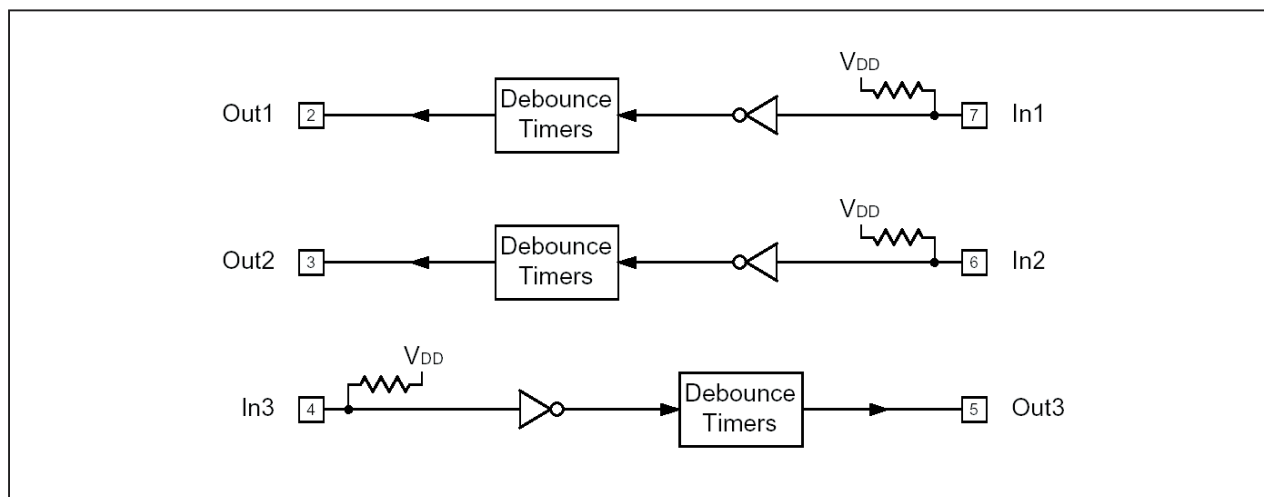 VDD
Out1 2 Debounce Timers 7 In1
VDD
Out2 3 Debounce Timers 6 In2
VDD
In3 4 Debounce Timers 5 Out3